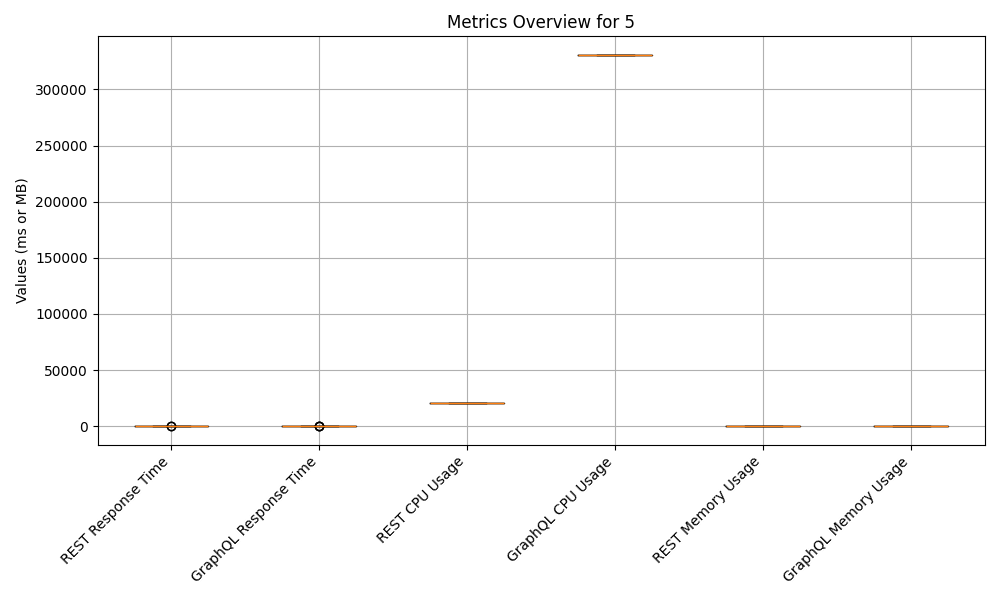 Metrics Overview for 5
Values (ms or MB)
300000
250000
200000
150000
100000
50000
0
REST Response Time
GraphQL Response Time
REST CPU Usage
GraphQL CPU Usage
REST Memory Usage
GraphQL Memory Usage